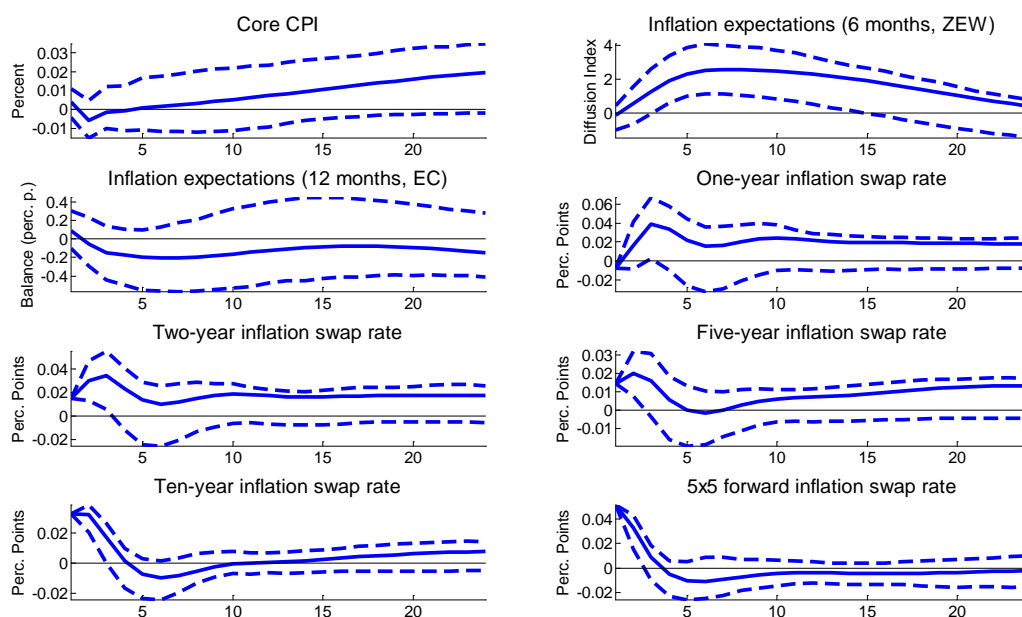 Core CPI
Percent
0.03
0.02
0.01
0
-0.01
5 10 15 20
Inflation expectations (6 months, ZEW)
Diffusion Index
4
2
0
5 10 15 20
Inflation expectations (12 months, EC)
Balance (perc. p.)
0.4
0.2
0
-0.2
-0.4
5 10 15 20
One-year inflation swap rate
Perc. Points
0.06
0.04
0.02
0
-0.02
5 10 15 20
Two-year inflation swap rate
Perc. Points
0.04
0.02
0
-0.02
5 10 15 20
Five-year inflation swap rate
Perc. Points
0.03
0.02
0.01
0
-0.01
5 10 15 20
Ten-year inflation swap rate
Perc. Points
0.02
0
-0.02
5 10 15 20
5x5 forward inflation swap rate
Perc. Points
0.04
0.02
0
-0.02
5 10 15 20